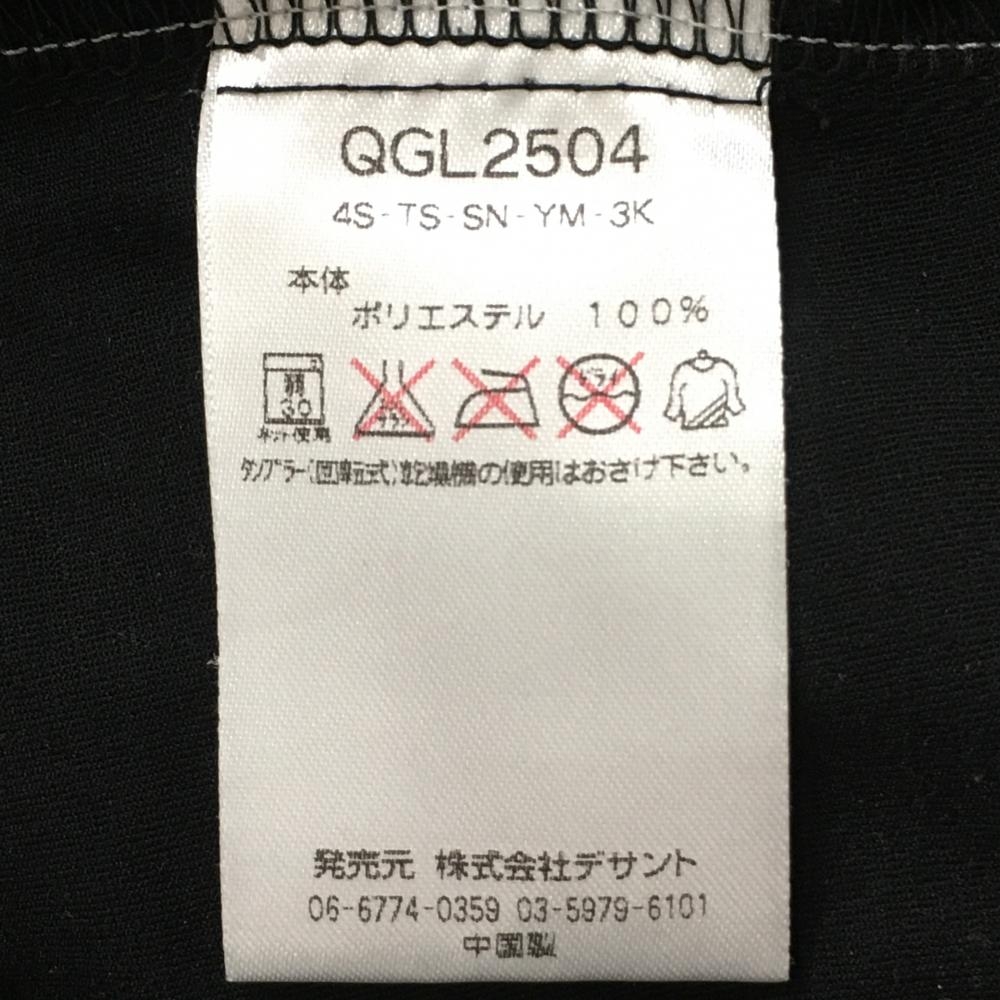 QGL2504
4S-TS-SN-YM-3K
本体
ポリエステル 100%
弱 30 ドライ
ネット使用
タンブラー(回転式)乾燥機の使用はおさけ下さい。
発売元 株式会社デサント
06-6774-0359 03-5979-6101
中国製